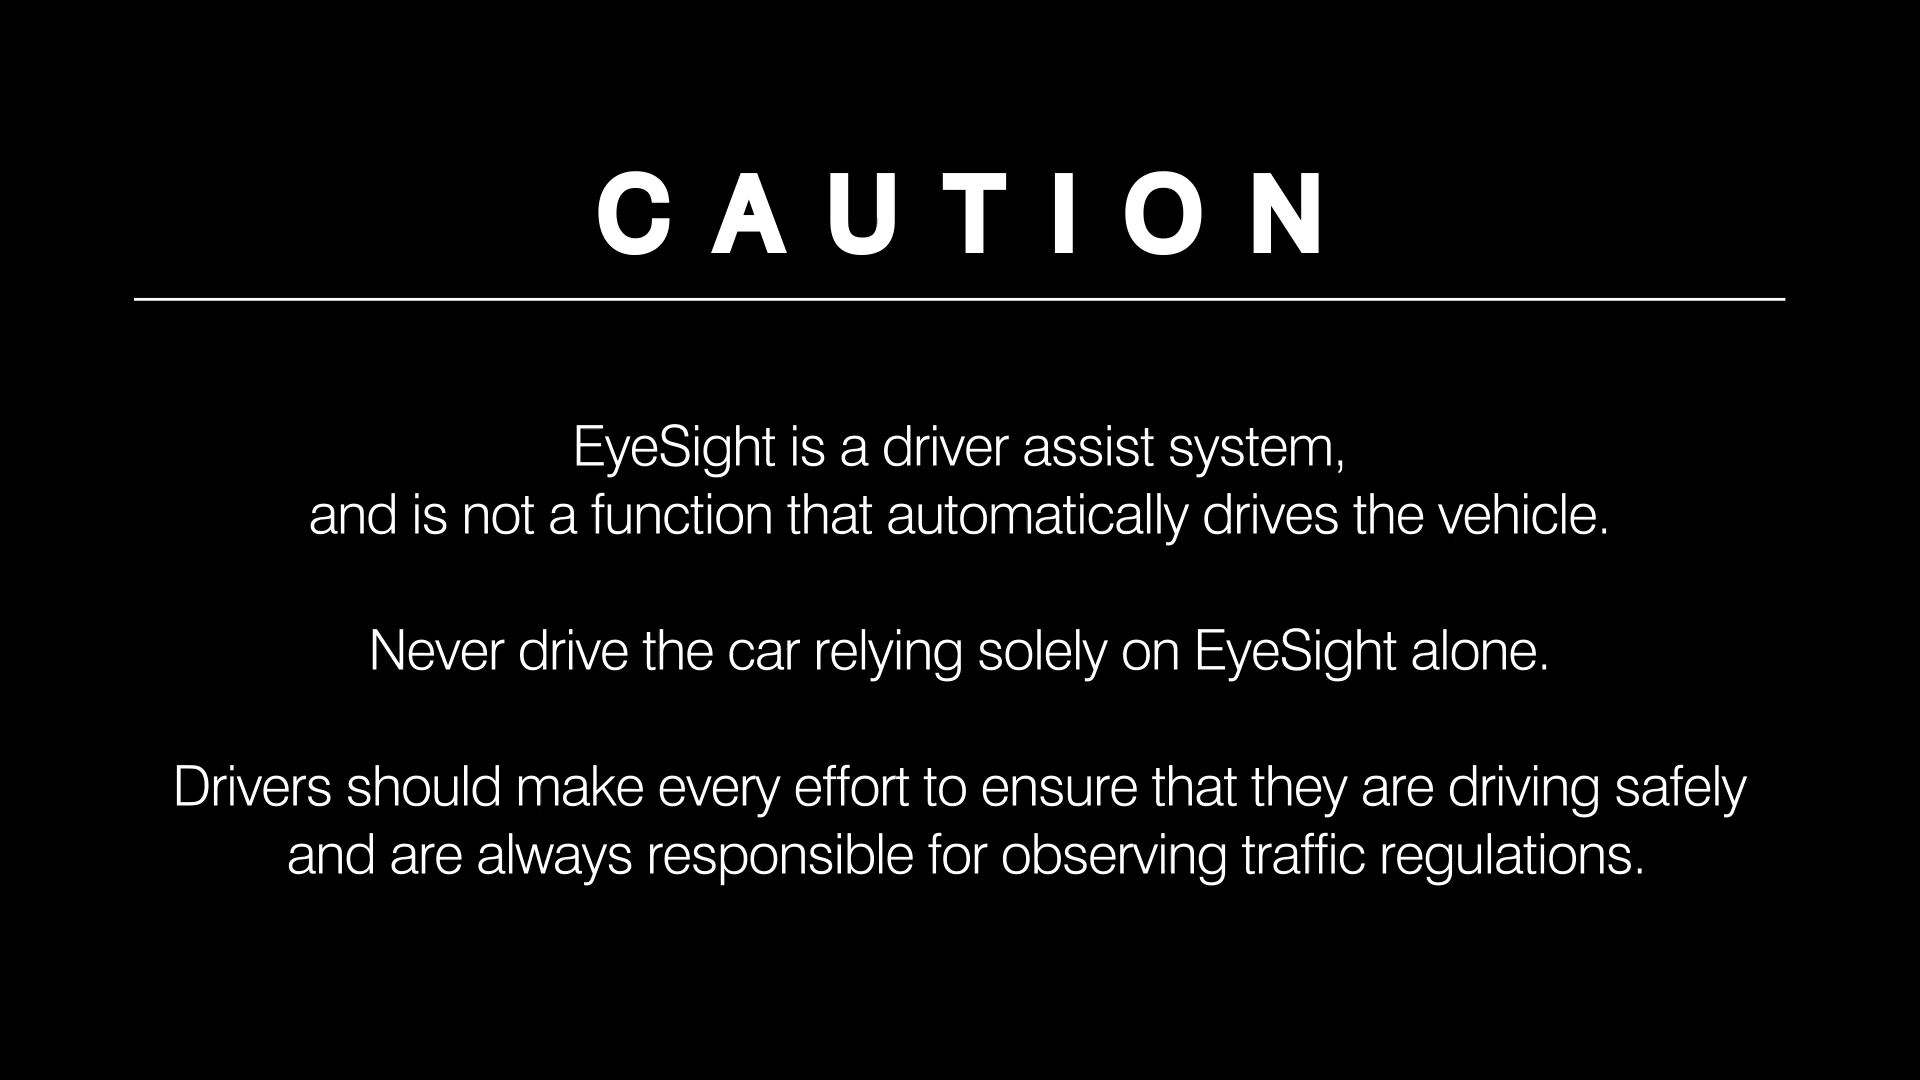 CAUTION
EyeSight is a driver assist system,
and is not a function that automatically drives the vehicle.
Never drive the car relying solely on EyeSight alone.
Drivers should make every effort to ensure that they are driving safely
and are always responsible for observing traffic regulations.